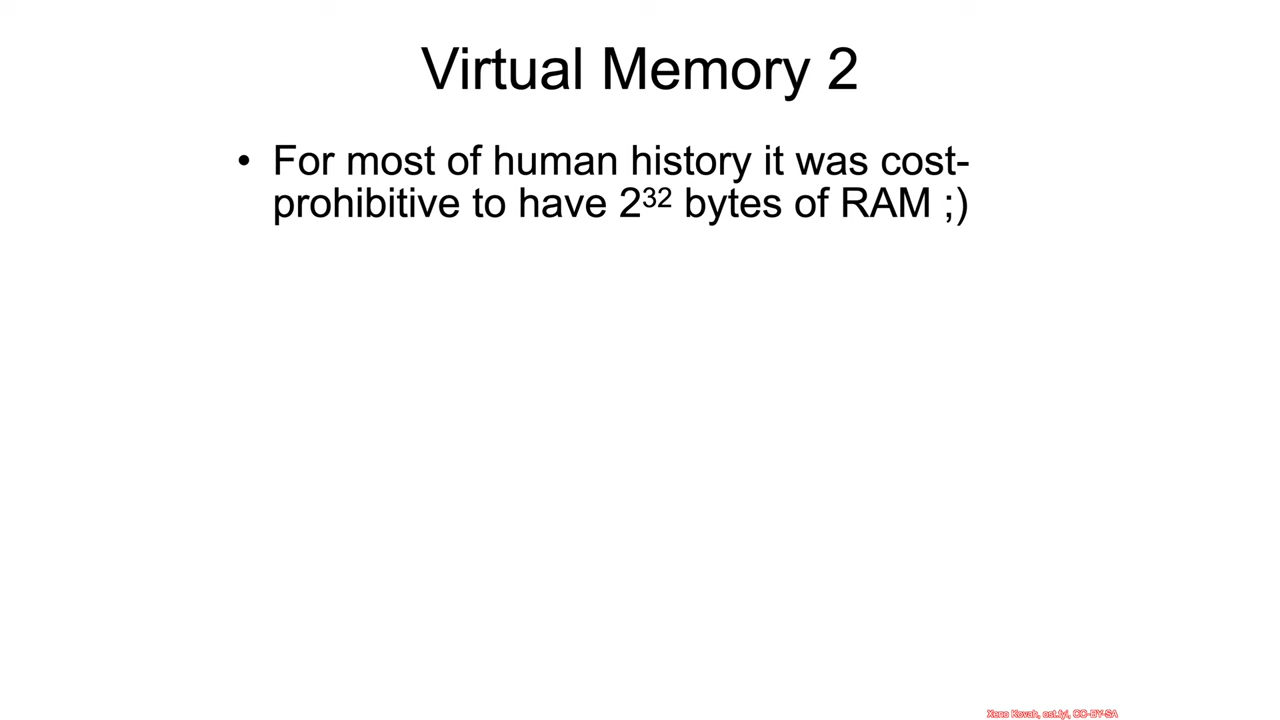 Virtual Memory 2
• For most of human history it was cost-
prohibitive to have 2³² bytes of RAM ;)
Xeno Kovah, ost.fyi, CC-BY-SA